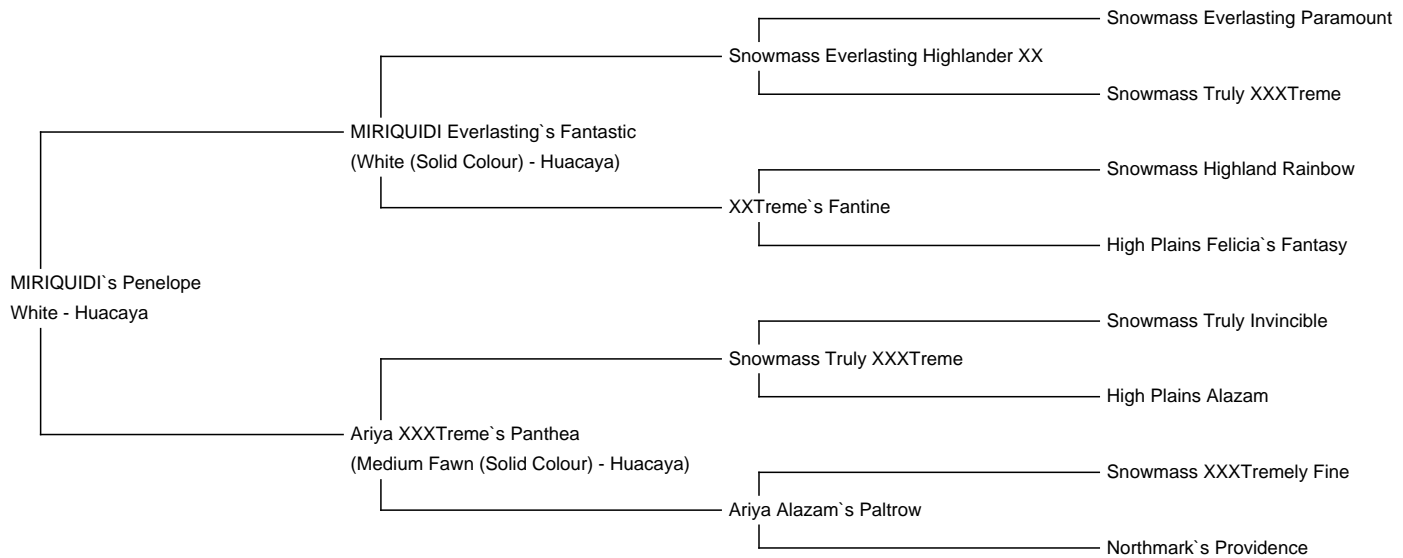 Snowmass Everlasting Paramount
Snowmass Everlasting Highlander XX
Snowmass Truly XXXTreme
MIRIQUIDI Everlasting`s Fantastic
(White (Solid Colour) - Huacaya)
Snowmass Highland Rainbow
XXTreme`s Fantine
High Plains Felicia`s Fantasy
MIRIQUIDI`s Penelope
White - Huacaya
Snowmass Truly Invincible
Snowmass Truly XXXTreme
High Plains Alazam
Ariya XXXTreme`s Panthea
(Medium Fawn (Solid Colour) - Huacaya)
Snowmass XXXTremely Fine
Ariya Alazam`s Paltrow
Northmark`s Providence